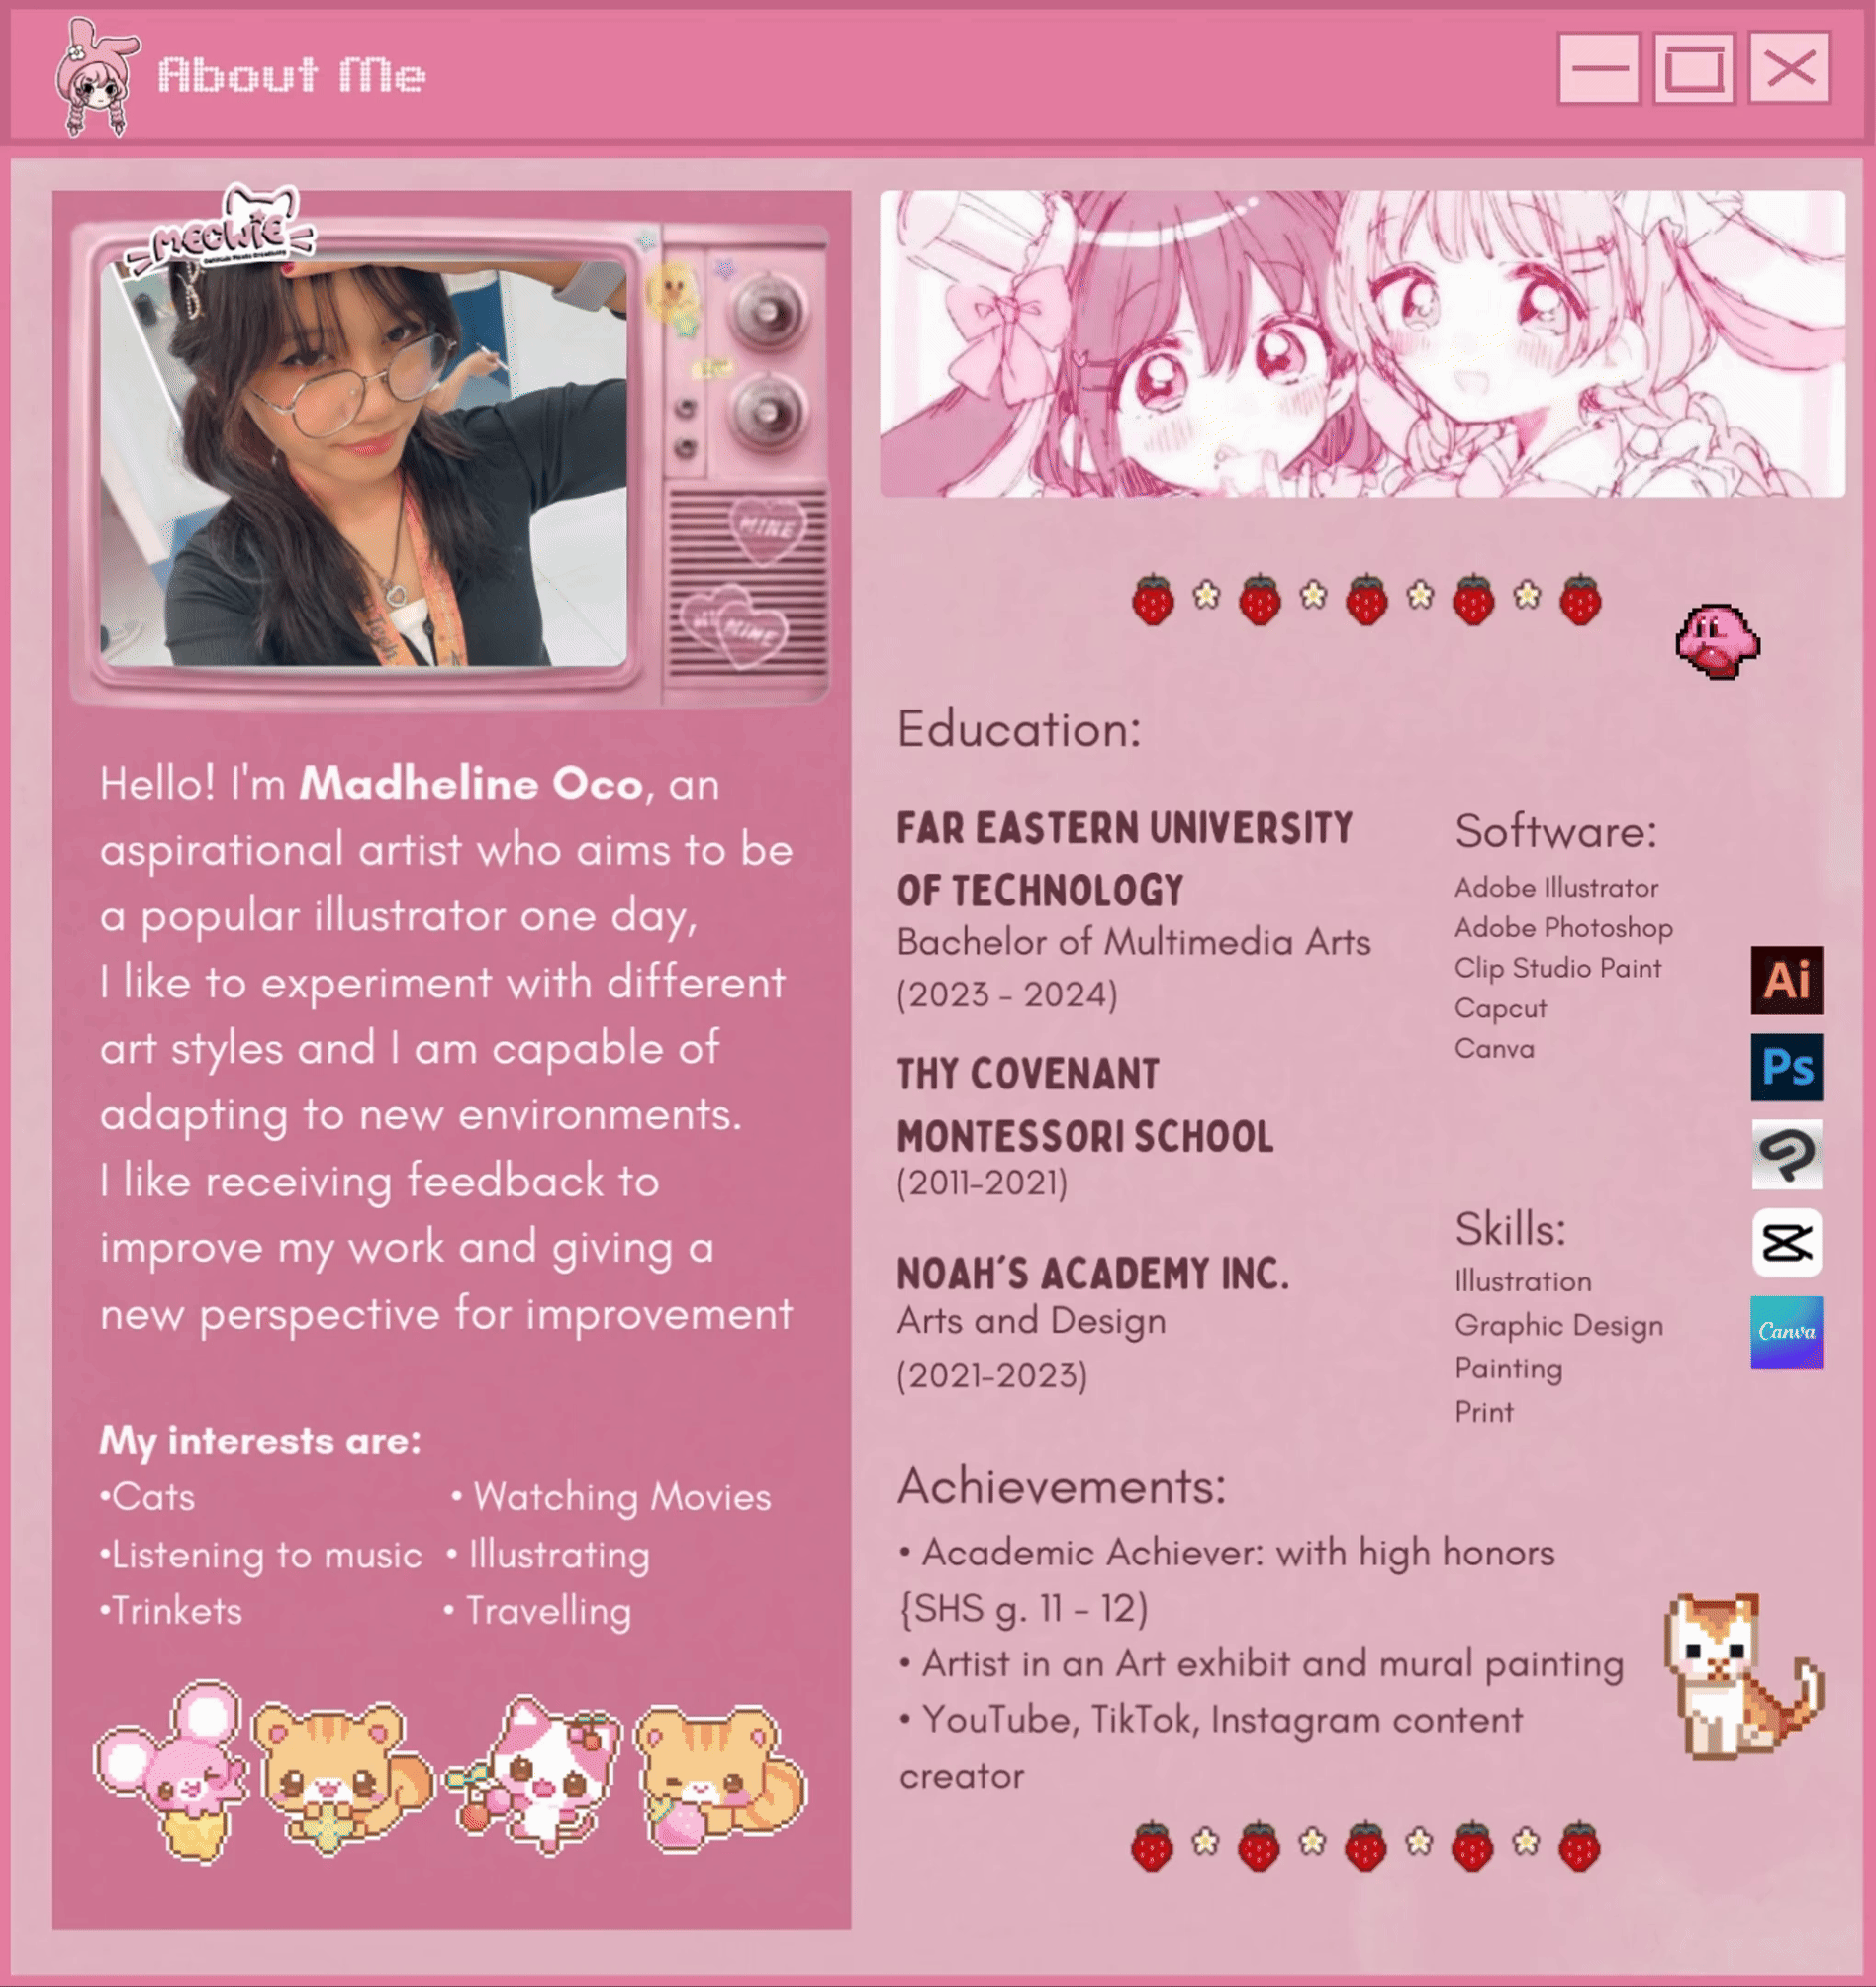 About Me
MEOWIE
MINE
MINE
Hello! I'm Madheline Oco, an
aspirational artist who aims to be
a popular illustrator one day,
I like to experiment with different
art styles and I am capable of
adapting to new environments.
I like receiving feedback to
improve my work and giving a
new perspective for improvement
My interests are:
•Cats
•Listening to music
•Trinkets
• Watching Movies
• Illustrating
• Travelling
Education:
FAR EASTERN UNIVERSITY
OF TECHNOLOGY
Bachelor of Multimedia Arts
(2023 - 2024)
THY COVENANT
MONTESSORI SCHOOL
(2011-2021)
NOAH'S ACADEMY INC.
Arts and Design
(2021-2023)
Software:
Adobe Illustrator
Adobe Photoshop
Clip Studio Paint
Capcut
Canva
Ai
Ps
Canva
Skills:
Illustration
Graphic Design
Painting
Print
Achievements:
• Academic Achiever: with high honors
{SHS g. 11 - 12)
• Artist in an Art exhibit and mural painting
• YouTube, TikTok, Instagram content
creator